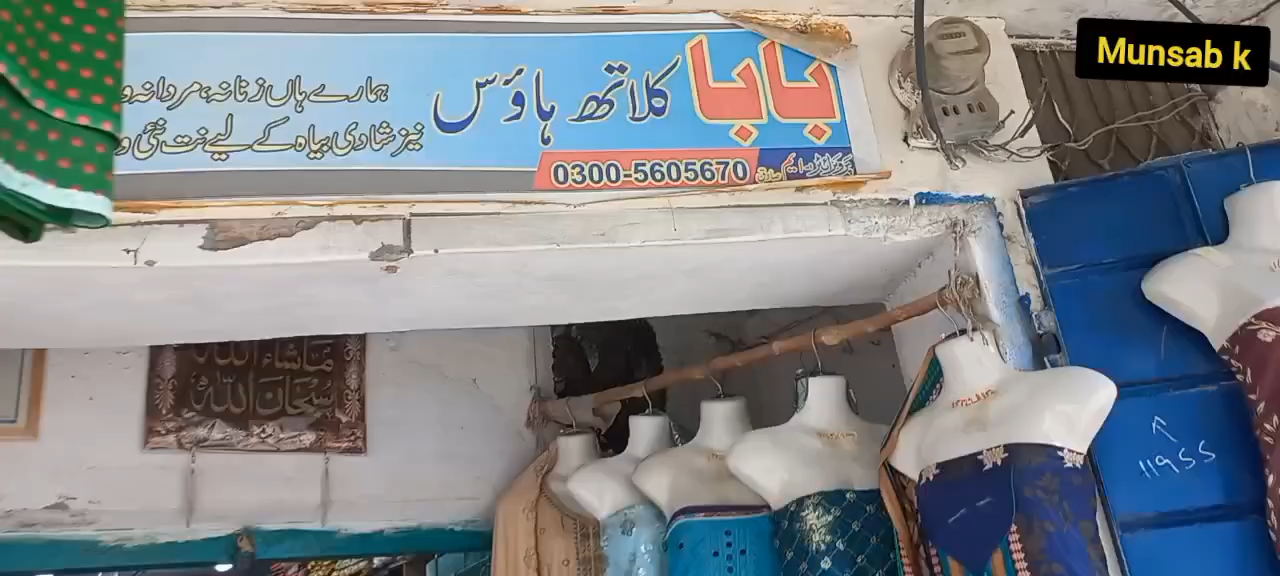 Munsab k
بابا کلاتھ ہاؤس
ہمارے ہاں زنانہ، مردانہ و
نیز شادی بیاہ کے لیے نت نئی و
0300-5605670
ماشاء اللہ
سبحان اللہ
11955